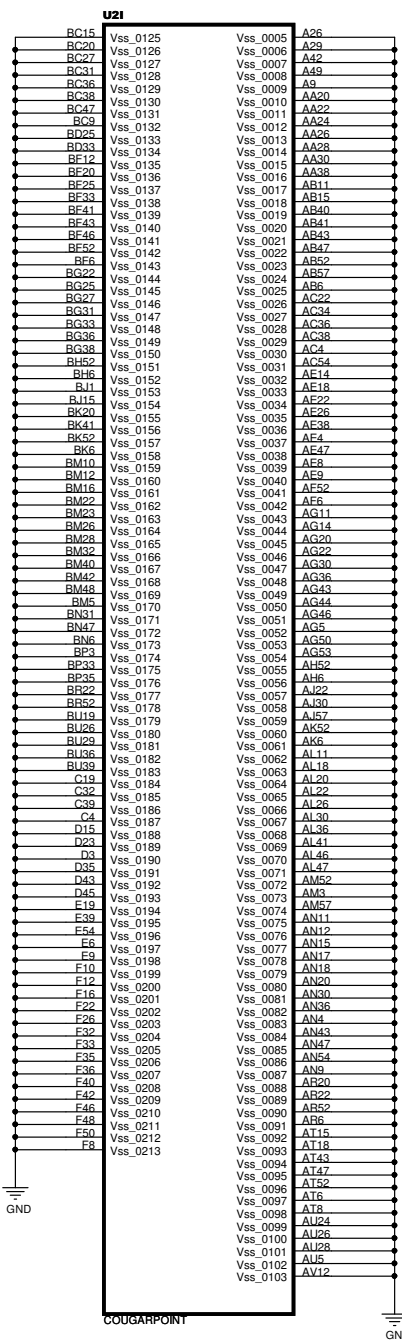 U2I
BC15 Vss_0125 Vss_0005 A26
BC20 Vss_0126 Vss_0006 A29
BC27 Vss_0127 Vss_0007 A42
BC31 Vss_0128 Vss_0008 A49
BC36 Vss_0129 Vss_0009 A9
BC38 Vss_0130 Vss_0010 AA20
BC47 Vss_0131 Vss_0011 AA22
BC9 Vss_0132 Vss_0012 AA24
BD25 Vss_0133 Vss_0013 AA26
BD33 Vss_0134 Vss_0014 AA28
BF12 Vss_0135 Vss_0015 AA30
BF20 Vss_0136 Vss_0016 AA38
BF25 Vss_0137 Vss_0017 AB11
BF33 Vss_0138 Vss_0018 AB15
BF41 Vss_0139 Vss_0019 AB40
BF43 Vss_0140 Vss_0020 AB41
BF46 Vss_0141 Vss_0021 AB43
BF52 Vss_0142 Vss_0022 AB47
BF6 Vss_0143 Vss_0023 AB52
BG22 Vss_0144 Vss_0024 AB57
BG25 Vss_0145 Vss_0025 AB6
BG27 Vss_0146 Vss_0026 AC22
BG31 Vss_0147 Vss_0027 AC34
BG33 Vss_0148 Vss_0028 AC36
BG36 Vss_0149 Vss_0029 AC38
BG38 Vss_0150 Vss_0030 AC4
BH52 Vss_0151 Vss_0031 AC54
BH6 Vss_0152 Vss_0032 AE14
BJ1 Vss_0153 Vss_0033 AE18
BJ15 Vss_0154 Vss_0034 AE22
BK20 Vss_0155 Vss_0035 AE26
BK41 Vss_0156 Vss_0036 AE38
BK52 Vss_0157 Vss_0037 AE4
BK6 Vss_0158 Vss_0038 AE47
BM10 Vss_0159 Vss_0039 AE8
BM12 Vss_0160 Vss_0040 AE9
BM16 Vss_0161 Vss_0041 AF52
BM22 Vss_0162 Vss_0042 AF6
BM23 Vss_0163 Vss_0043 AG11
BM26 Vss_0164 Vss_0044 AG14
BM28 Vss_0165 Vss_0045 AG20
BM32 Vss_0166 Vss_0046 AG22
BM40 Vss_0167 Vss_0047 AG30
BM42 Vss_0168 Vss_0048 AG36
BM48 Vss_0169 Vss_0049 AG43
BM5 Vss_0170 Vss_0050 AG44
BN31 Vss_0171 Vss_0051 AG46
BN47 Vss_0172 Vss_0052 AG5
BN6 Vss_0173 Vss_0053 AG50
BP3 Vss_0174 Vss_0054 AG53
BP33 Vss_0175 Vss_0055 AH52
BP35 Vss_0176 Vss_0056 AH6
BR22 Vss_0177 Vss_0057 AJ22
BR52 Vss_0178 Vss_0058 AJ30
BU19 Vss_0179 Vss_0059 AJ57
BU26 Vss_0180 Vss_0060 AK52
BU29 Vss_0181 Vss_0061 AK6
BU36 Vss_0182 Vss_0062 AL11
BU39 Vss_0183 Vss_0063 AL18
C19 Vss_0184 Vss_0064 AL20
C32 Vss_0185 Vss_0065 AL22
C39 Vss_0186 Vss_0066 AL26
C4 Vss_0187 Vss_0067 AL30
D15 Vss_0188 Vss_0068 AL36
D23 Vss_0189 Vss_0069 AL41
D3 Vss_0190 Vss_0070 AL46
D35 Vss_0191 Vss_0071 AL47
D43 Vss_0192 Vss_0072 AM52
D45 Vss_0193 Vss_0073 AM3
E19 Vss_0194 Vss_0074 AM57
E39 Vss_0195 Vss_0075 AN11
E54 Vss_0196 Vss_0076 AN12
E6 Vss_0197 Vss_0077 AN15
E9 Vss_0198 Vss_0078 AN17
F10 Vss_0199 Vss_0079 AN18
F12 Vss_0200 Vss_0080 AN20
F16 Vss_0201 Vss_0081 AN30
F22 Vss_0202 Vss_0082 AN36
F26 Vss_0203 Vss_0083 AN4
F32 Vss_0204 Vss_0084 AN43
F33 Vss_0205 Vss_0085 AN47
F35 Vss_0206 Vss_0086 AN54
F36 Vss_0207 Vss_0087 AN9
F40 Vss_0208 Vss_0088 AR20
F42 Vss_0209 Vss_0089 AR22
F46 Vss_0210 Vss_0090 AR52
F48 Vss_0211 Vss_0091 AR6
F50 Vss_0212 Vss_0092 AT15
F8 Vss_0213 Vss_0093 AT18
Vss_0094 AT43
Vss_0095 AT47
Vss_0096 AT52
Vss_0097 AT6
Vss_0098 AT8
Vss_0099 AU24
Vss_0100 AU26
Vss_0101 AU28
Vss_0102 AU5
Vss_0103 AV12
GND
COUGARPOINT
GN